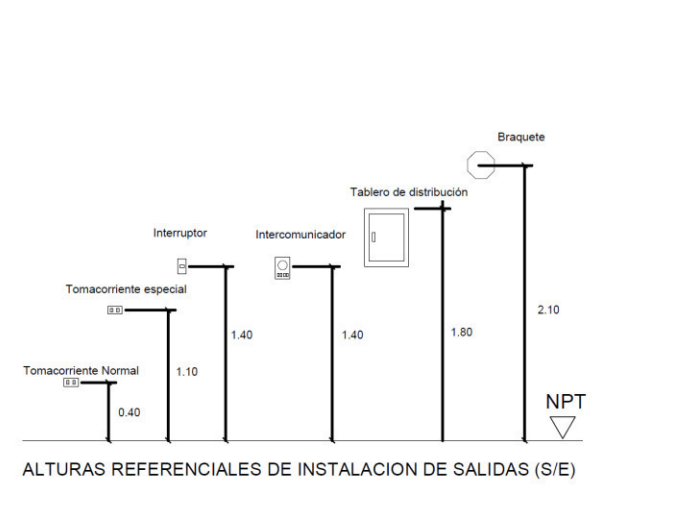 Braquete
Tablero de distribución
Interruptor
Intercomunicador
Tomacorriente especial
2.10
1.40
1.40
1.80
Tomacorriente Normal
1.10
NPT
0.40
ALTURAS REFERENCIALES DE INSTALACION DE SALIDAS (S/E)